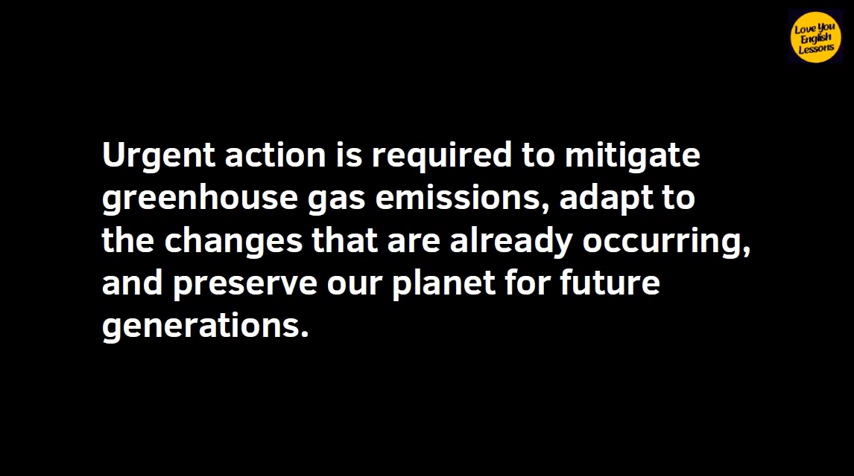 Love You
English
Lessons
Urgent action is required to mitigate
greenhouse gas emissions, adapt to
the changes that are already occurring,
and preserve our planet for future
generations.